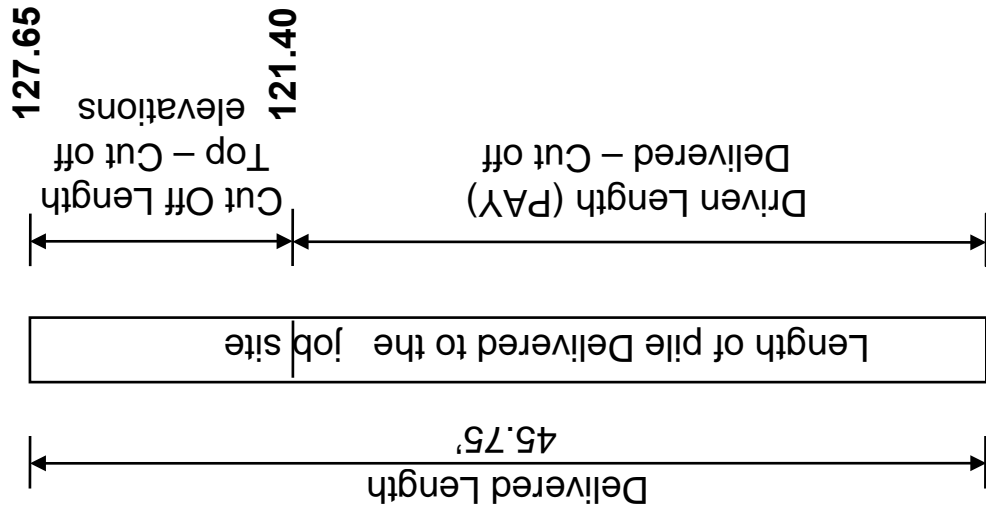 Delivered Length
45.75'
Length of pile Delivered to the job site
Driven Length (PAY)
Delivered – Cut off
Cut Off Length
Top – Cut off
elevations
121.40
127.65